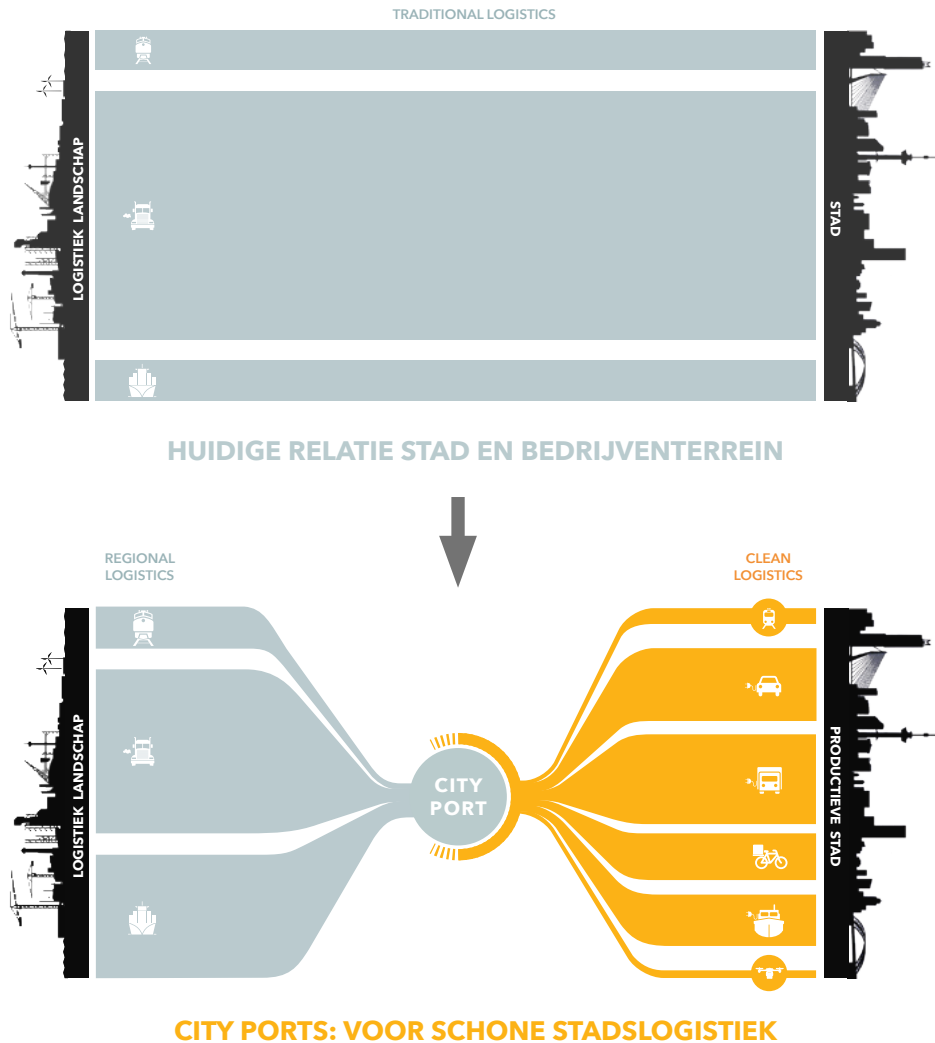 TRADITIONAL LOGISTICS
LOGISTIEK LANDSCHAP
STAD
HUIDIGE RELATIE STAD EN BEDRIJVENTERREIN
REGIONAL
LOGISTICS
CLEAN
LOGISTICS
LOGISTIEK LANDSCHAP
CITY
PORT
PRODUCTIEVE STAD
CITY PORTS: VOOR SCHONE STADSLOGISTIEK